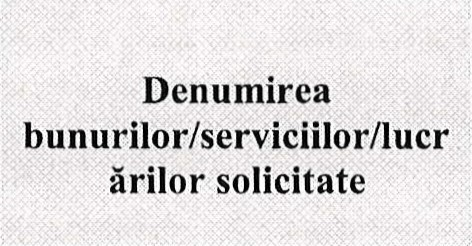 Denumirea
bunurilor/serviciilor/lucr
ărilor solicitate